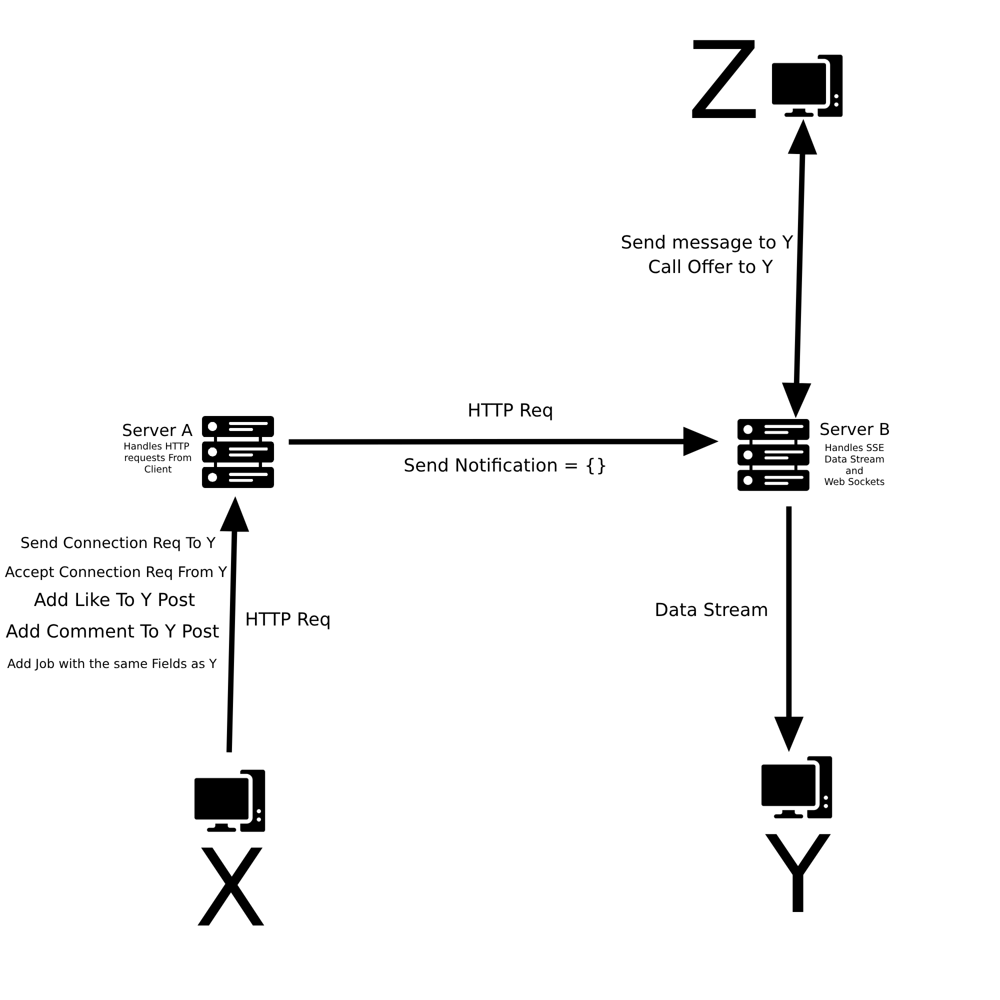 Z
Send message to Y
Call Offer to Y
HTTP Req
Send Notification = {}
Server A
Handles HTTP
requests From
Client
Server B
Handles SSE
Data Stream
and
Web Sockets
Send Connection Req To Y
Accept Connection Req From Y
Add Like To Y Post
Add Comment To Y Post
Add Job with the same Fields as Y
HTTP Req
Data Stream
X
Y